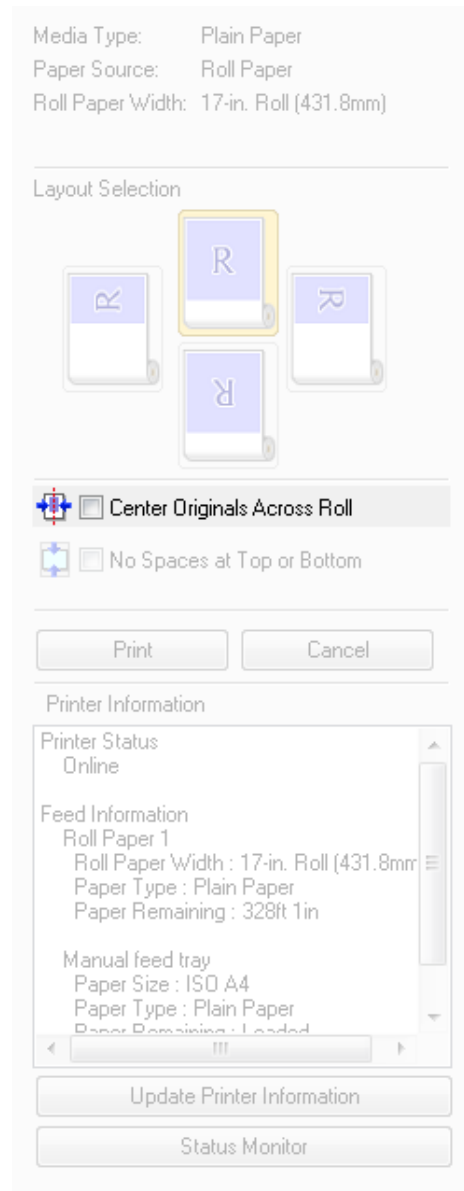 Media Type: Plain Paper
Paper Source: Roll Paper
Roll Paper Width: 17-in. Roll (431.8mm)
Layout Selection
R
R
R
R
Center Originals Across Roll
No Spaces at Top or Bottom
Print Cancel
Printer Information
Printer Status
Online
Feed Information
Roll Paper 1
Roll Paper Width : 17-in. Roll (431.8mm
Paper Type : Plain Paper
Paper Remaining : 328ft 1in
Manual feed tray
Paper Size : ISO A4
Paper Type : Plain Paper
Paper Remaining : Loaded
Update Printer Information
Status Monitor